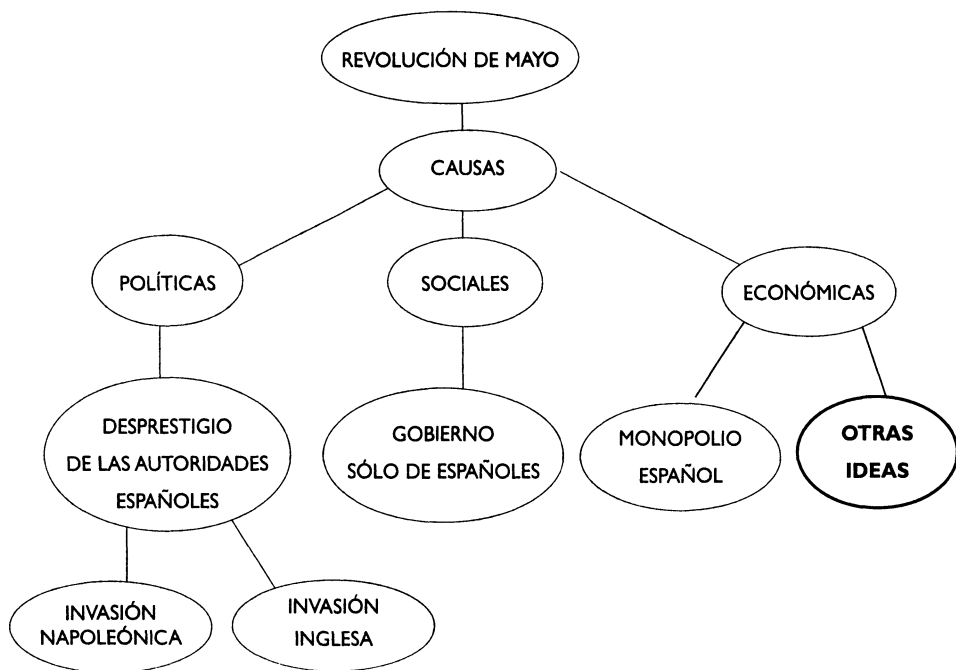 REVOLUCIÓN DE MAYO
CAUSAS
POLÍTICAS
SOCIALES
ECONÓMICAS
DESPRESTIGIO
DE LAS AUTORIDADES
ESPAÑOLES
GOBIERNO
SÓLO DE ESPAÑOLES
MONOPOLIO
ESPAÑOL
OTRAS
IDEAS
INVASIÓN
NAPOLEÓNICA
INVASIÓN
INGLESA